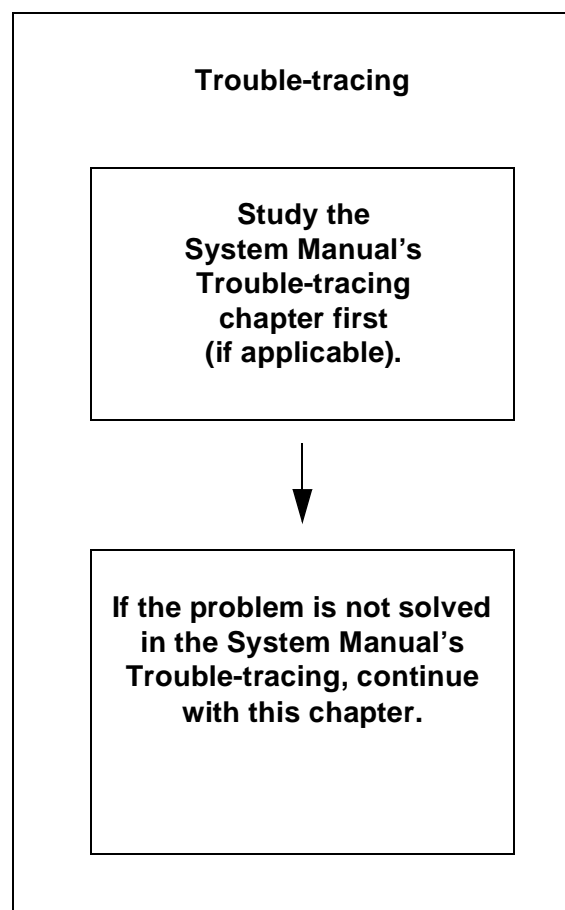 Trouble-tracing
Study the
System Manual’s
Trouble-tracing
chapter first
(if applicable).
If the problem is not solved
in the System Manual’s
Trouble-tracing, continue
with this chapter.